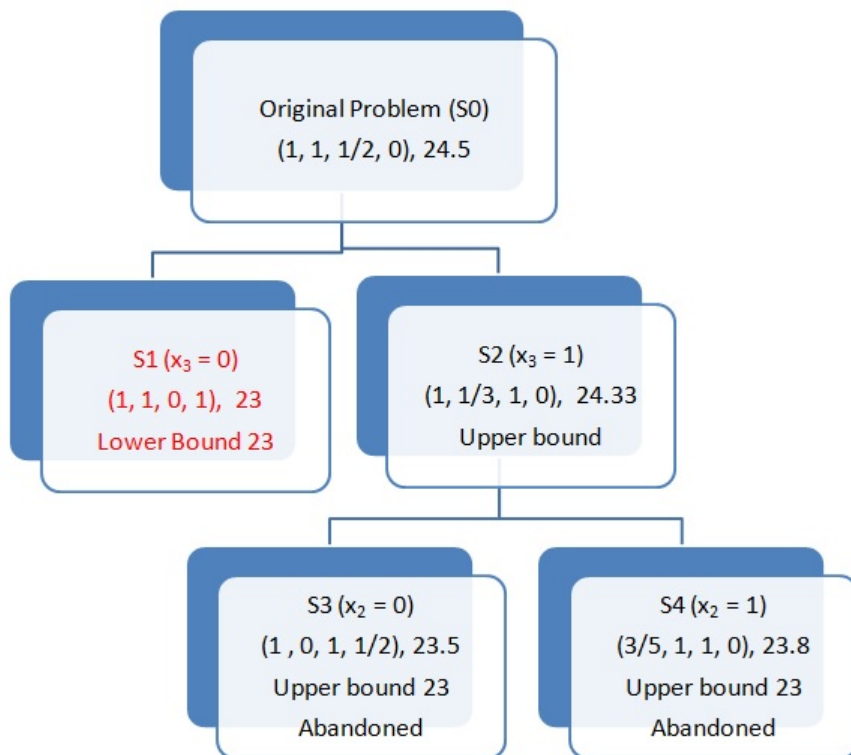 Original Problem (S0)
(1, 1, 1/2, 0), 24.5
S1 (x₃ = 0)
(1, 1, 0, 1),  23
Lower Bound 23
S2 (x₃ = 1)
(1, 1/3, 1, 0),  24.33
Upper bound
S3 (x₂ = 0)
(1 , 0, 1, 1/2), 23.5
Upper bound 23
Abandoned
S4 (x₂ = 1)
(3/5, 1, 1, 0), 23.8
Upper bound 23
Abandoned